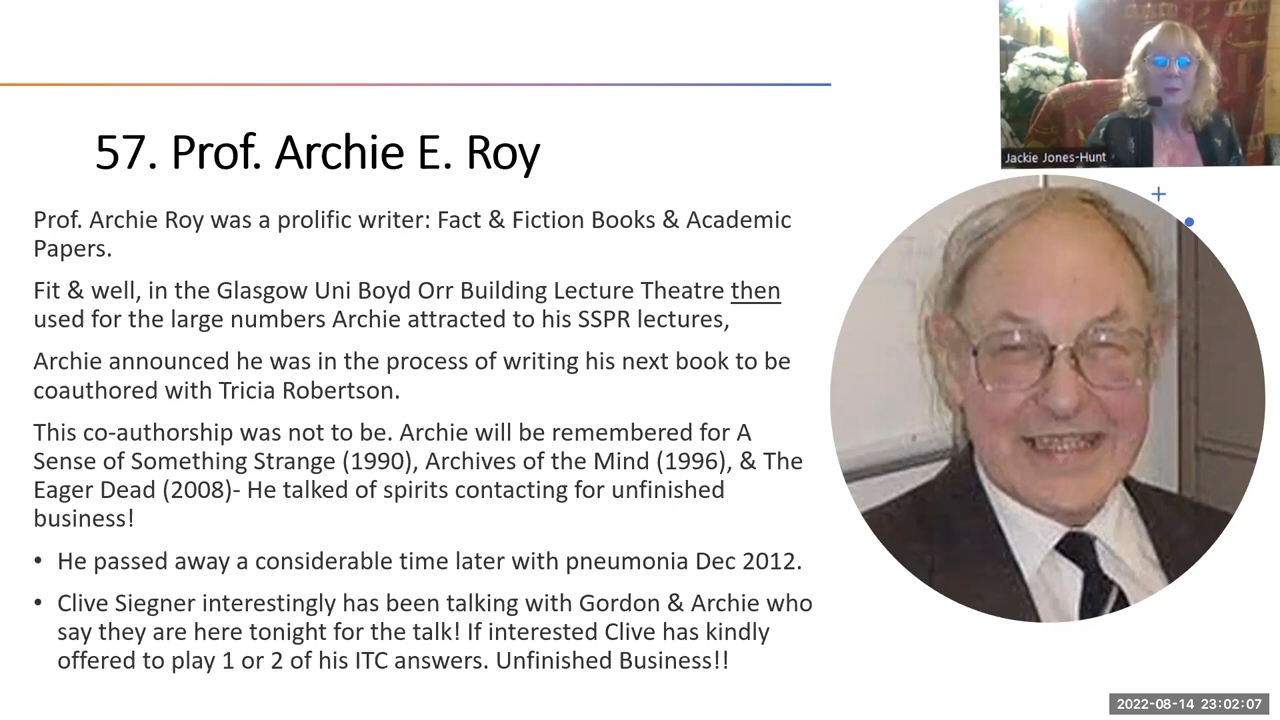 57. Prof. Archie E. Roy
Jackie Jones-Hunt
Prof. Archie Roy was a prolific writer: Fact & Fiction Books & Academic
Papers.
Fit & well, in the Glasgow Uni Boyd Orr Building Lecture Theatre then
used for the large numbers Archie attracted to his SSPR lectures,
Archie announced he was in the process of writing his next book to be
coauthored with Tricia Robertson.
This co-authorship was not to be. Archie will be remembered for A
Sense of Something Strange (1990), Archives of the Mind (1996), & The
Eager Dead (2008)- He talked of spirits contacting for unfinished
business!
• He passed away a considerable time later with pneumonia Dec 2012.
• Clive Siegner interestingly has been talking with Gordon & Archie who
say they are here tonight for the talk! If interested Clive has kindly
offered to play 1 or 2 of his ITC answers. Unfinished Business!!
2022-08-14 23:02:07